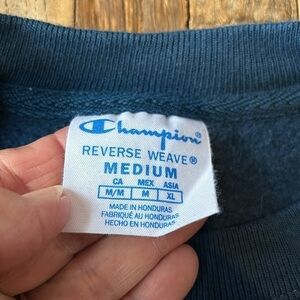 Champion®
REVERSE WEAVE®
MEDIUM
CA MEX ASIA
M/M M XL
MADE IN HONDURAS
FABRIQUÉ AU HONDURAS
HECHO EN HONDURAS